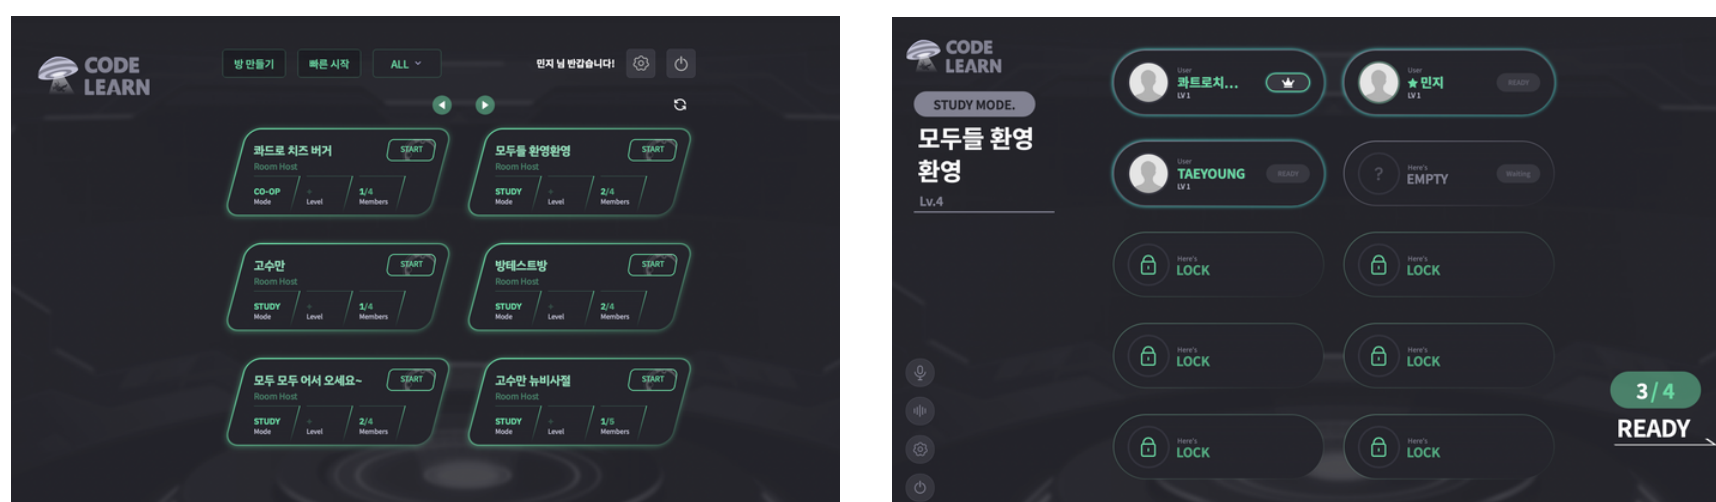 CODE
LEARN
방 만들기
빠른 시작
ALL
민지 님 반갑습니다!
콰드로 치즈 버거
START
Room Host
CO-OP
Mode
+
Level
1/4
Members
모두들 환영환영
START
Room Host
STUDY
Mode
+
Level
2/4
Members
고수만
START
Room Host
STUDY
Mode
+
Level
1/4
Members
방테스트방
START
Room Host
STUDY
Mode
+
Level
2/4
Members
모두 모두 어서 오세요~
START
Room Host
STUDY
Mode
+
Level
2/4
Members
고수만 뉴비사절
START
Room Host
STUDY
Mode
+
Level
1/5
Members
CODE
LEARN
STUDY MODE.
모두들 환영
환영
Lv.4
User
콰트로치...
LV 1
User
★민지
LV 1
READY
User
TAEYOUNG
LV 1
READY
?
Here's
EMPTY
Waiting
Here's
LOCK
Here's
LOCK
Here's
LOCK
Here's
LOCK
Here's
LOCK
Here's
LOCK
3/4
READY